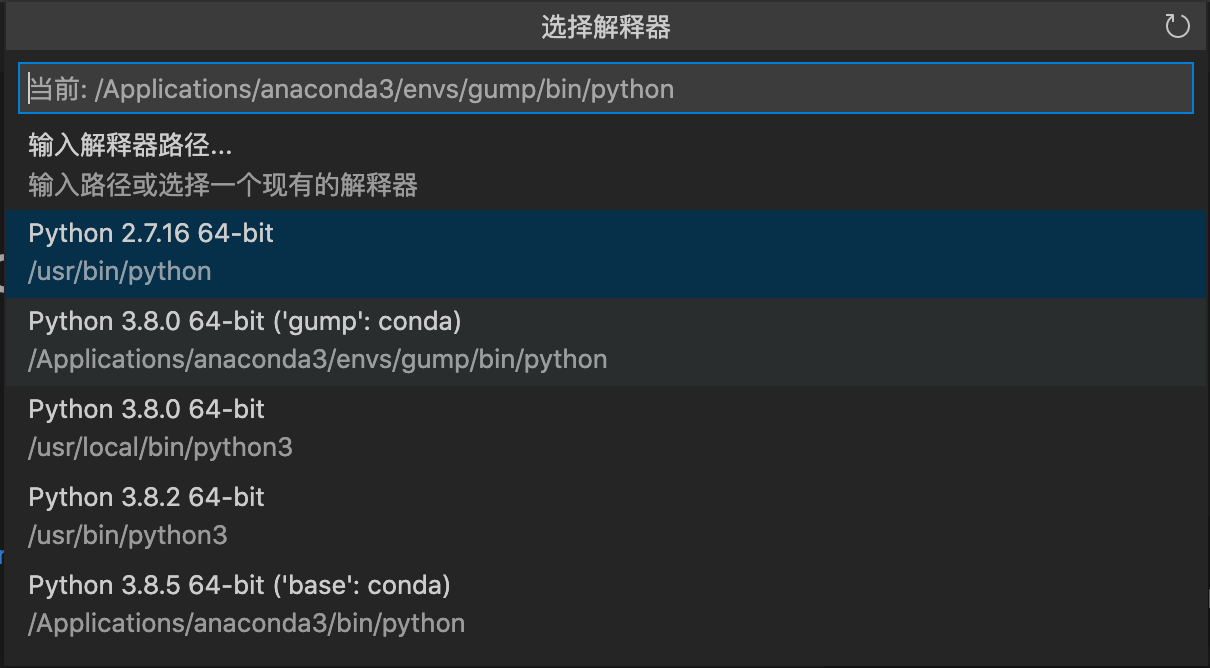 选择解释器
当前: /Applications/anaconda3/envs/gump/bin/python
输入解释器路径...
输入路径或选择一个现有的解释器
Python 2.7.16 64-bit
/usr/bin/python
Python 3.8.0 64-bit ('gump': conda)
/Applications/anaconda3/envs/gump/bin/python
Python 3.8.0 64-bit
/usr/local/bin/python3
Python 3.8.2 64-bit
/usr/bin/python3
Python 3.8.5 64-bit ('base': conda)
/Applications/anaconda3/bin/python